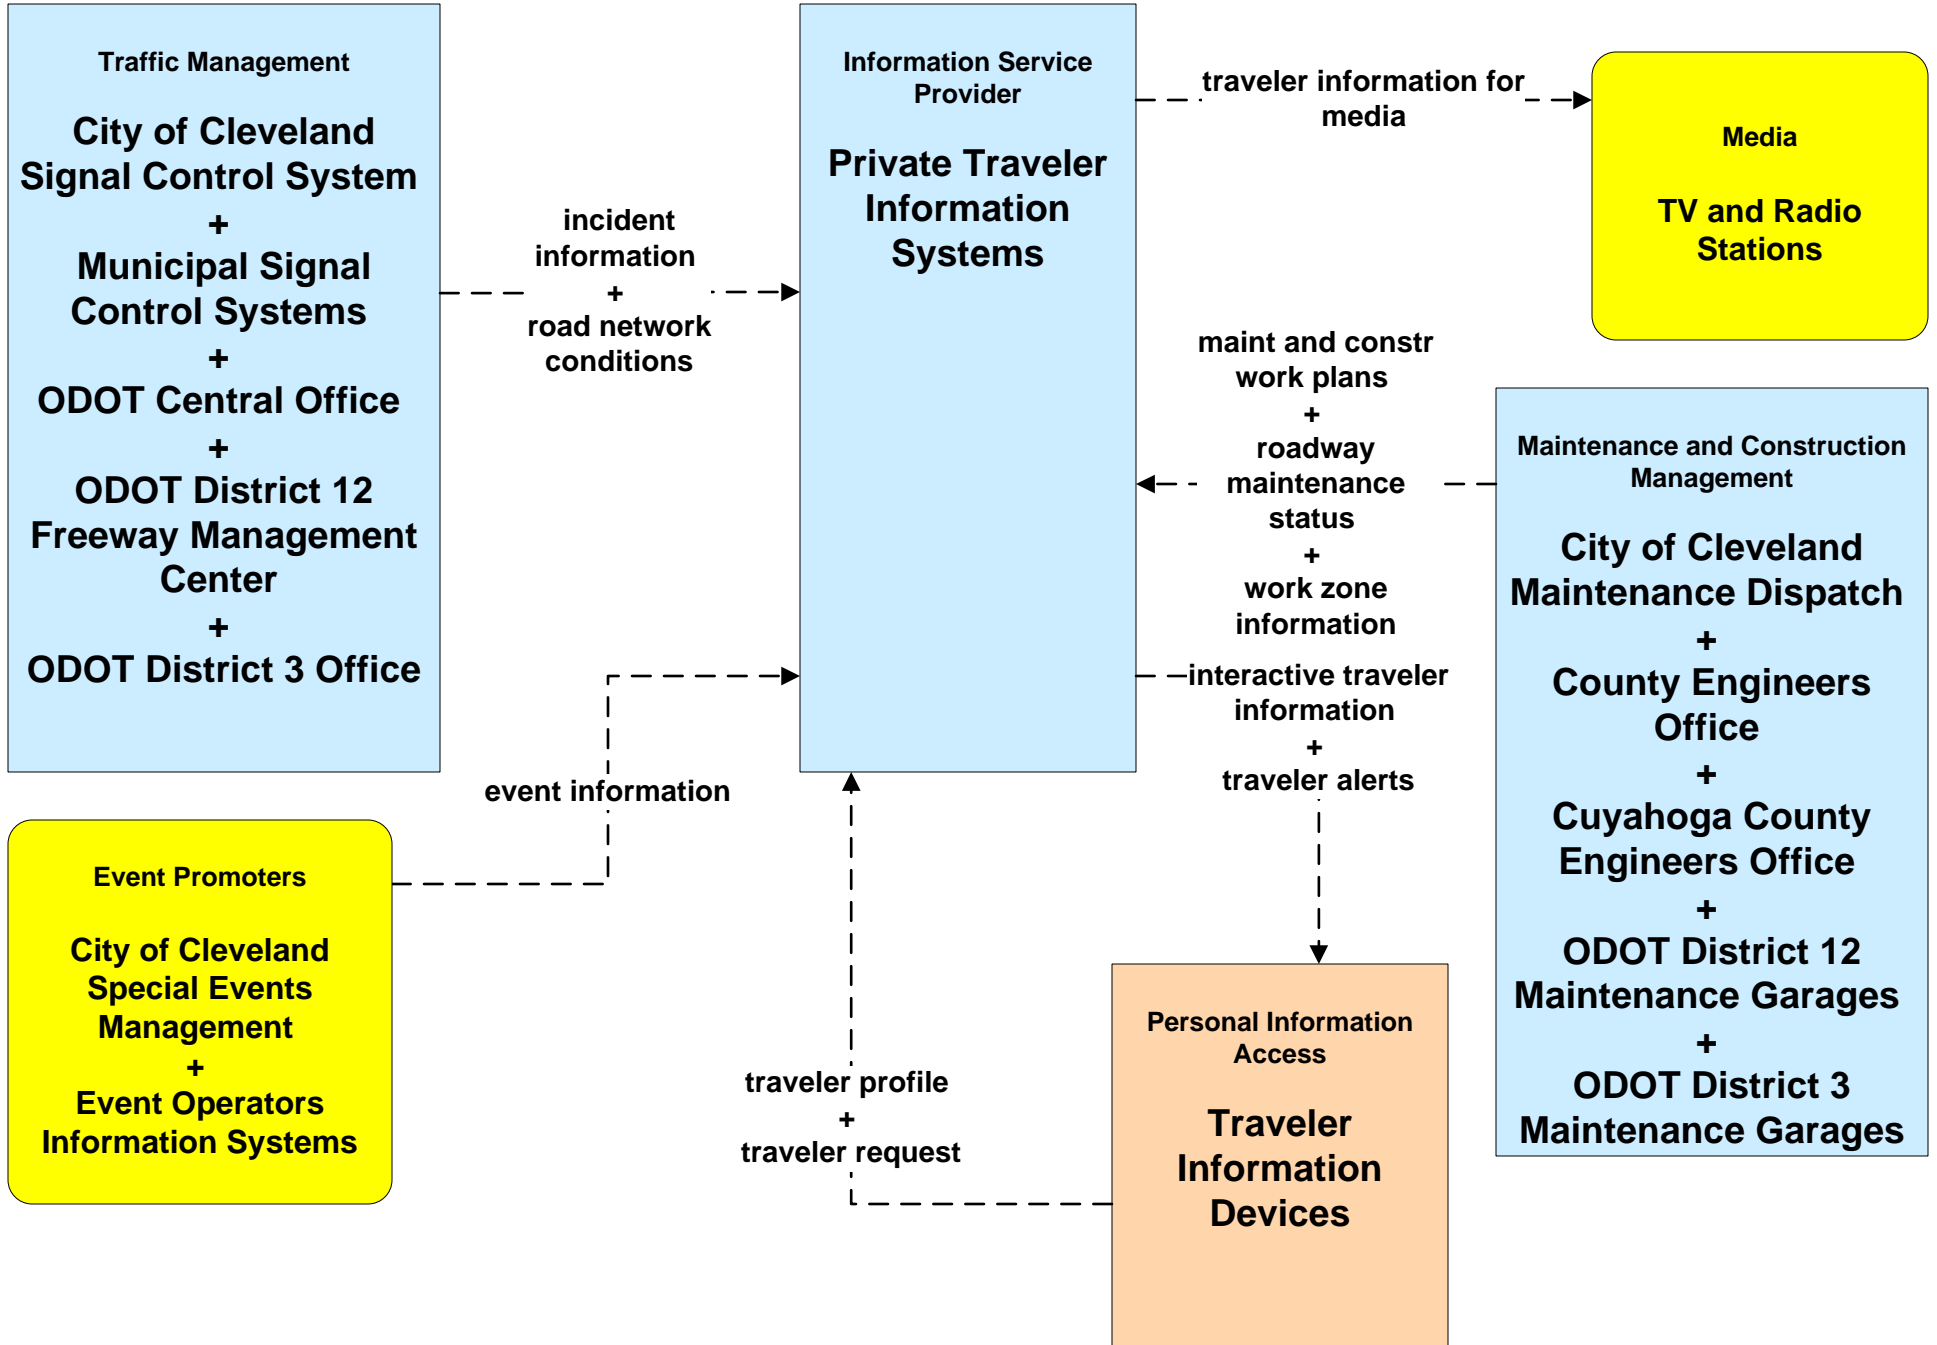 Traffic Management
City of Cleveland
Signal Control System
+
Municipal Signal
Control Systems
+
ODOT Central Office
+
ODOT District 12
Freeway Management
Center
+
ODOT District 3 Office
incident
information
+
road network
conditions
Information Service
Provider
Private Traveler
Information
Systems
traveler information for
media
Media
TV and Radio
Stations
maint and constr
work plans
+
roadway
maintenance
status
+
work zone
information
interactive traveler
information
+
traveler alerts
Maintenance and Construction
Management
City of Cleveland
Maintenance Dispatch
+
County Engineers
Office
+
Cuyahoga County
Engineers Office
+
ODOT District 12
Maintenance Garages
+
ODOT District 3
Maintenance Garages
event information
Event Promoters
City of Cleveland
Special Events
Management
+
Event Operators
Information Systems
traveler profile
+
traveler request
Personal Information
Access
Traveler
Information
Devices